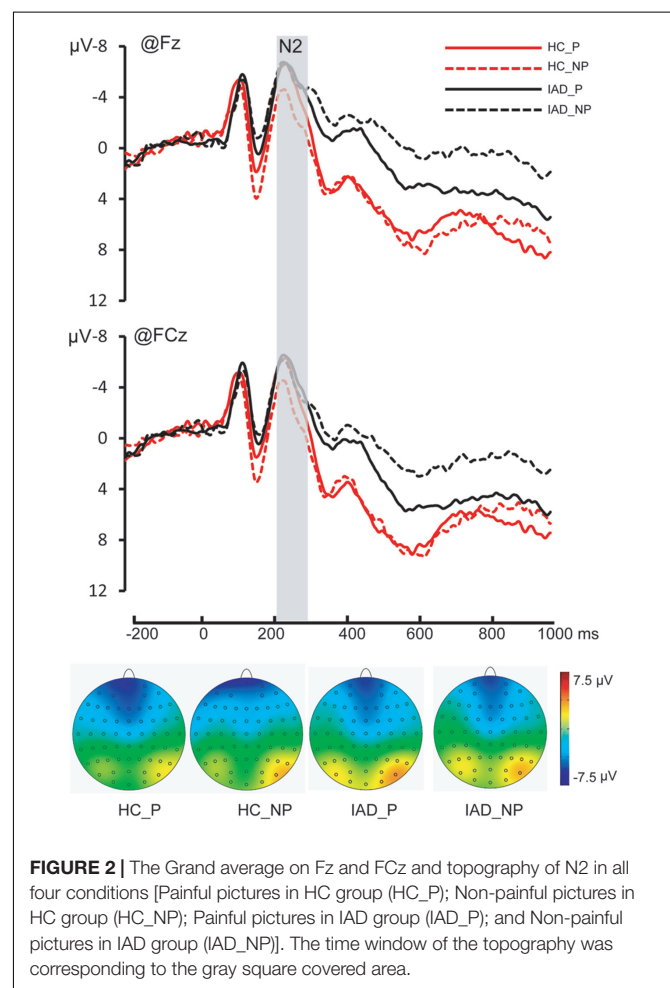 µV-8
@Fz
N2
HC_P
HC_NP
IAD_P
IAD_NP
-4
0
4
8
12
µV-8
@FCz
-4
0
4
8
12
-200 0 200 400 600 800 1000 ms
7.5 µV
-7.5 µV
HC_P HC_NP IAD_P IAD_NP
FIGURE 2 | The Grand average on Fz and FCz and topography of N2 in all
four conditions [Painful pictures in HC group (HC_P); Non-painful pictures in
HC group (HC_NP); Painful pictures in IAD group (IAD_P); and Non-painful
pictures in IAD group (IAD_NP)]. The time window of the topography was
corresponding to the gray square covered area.